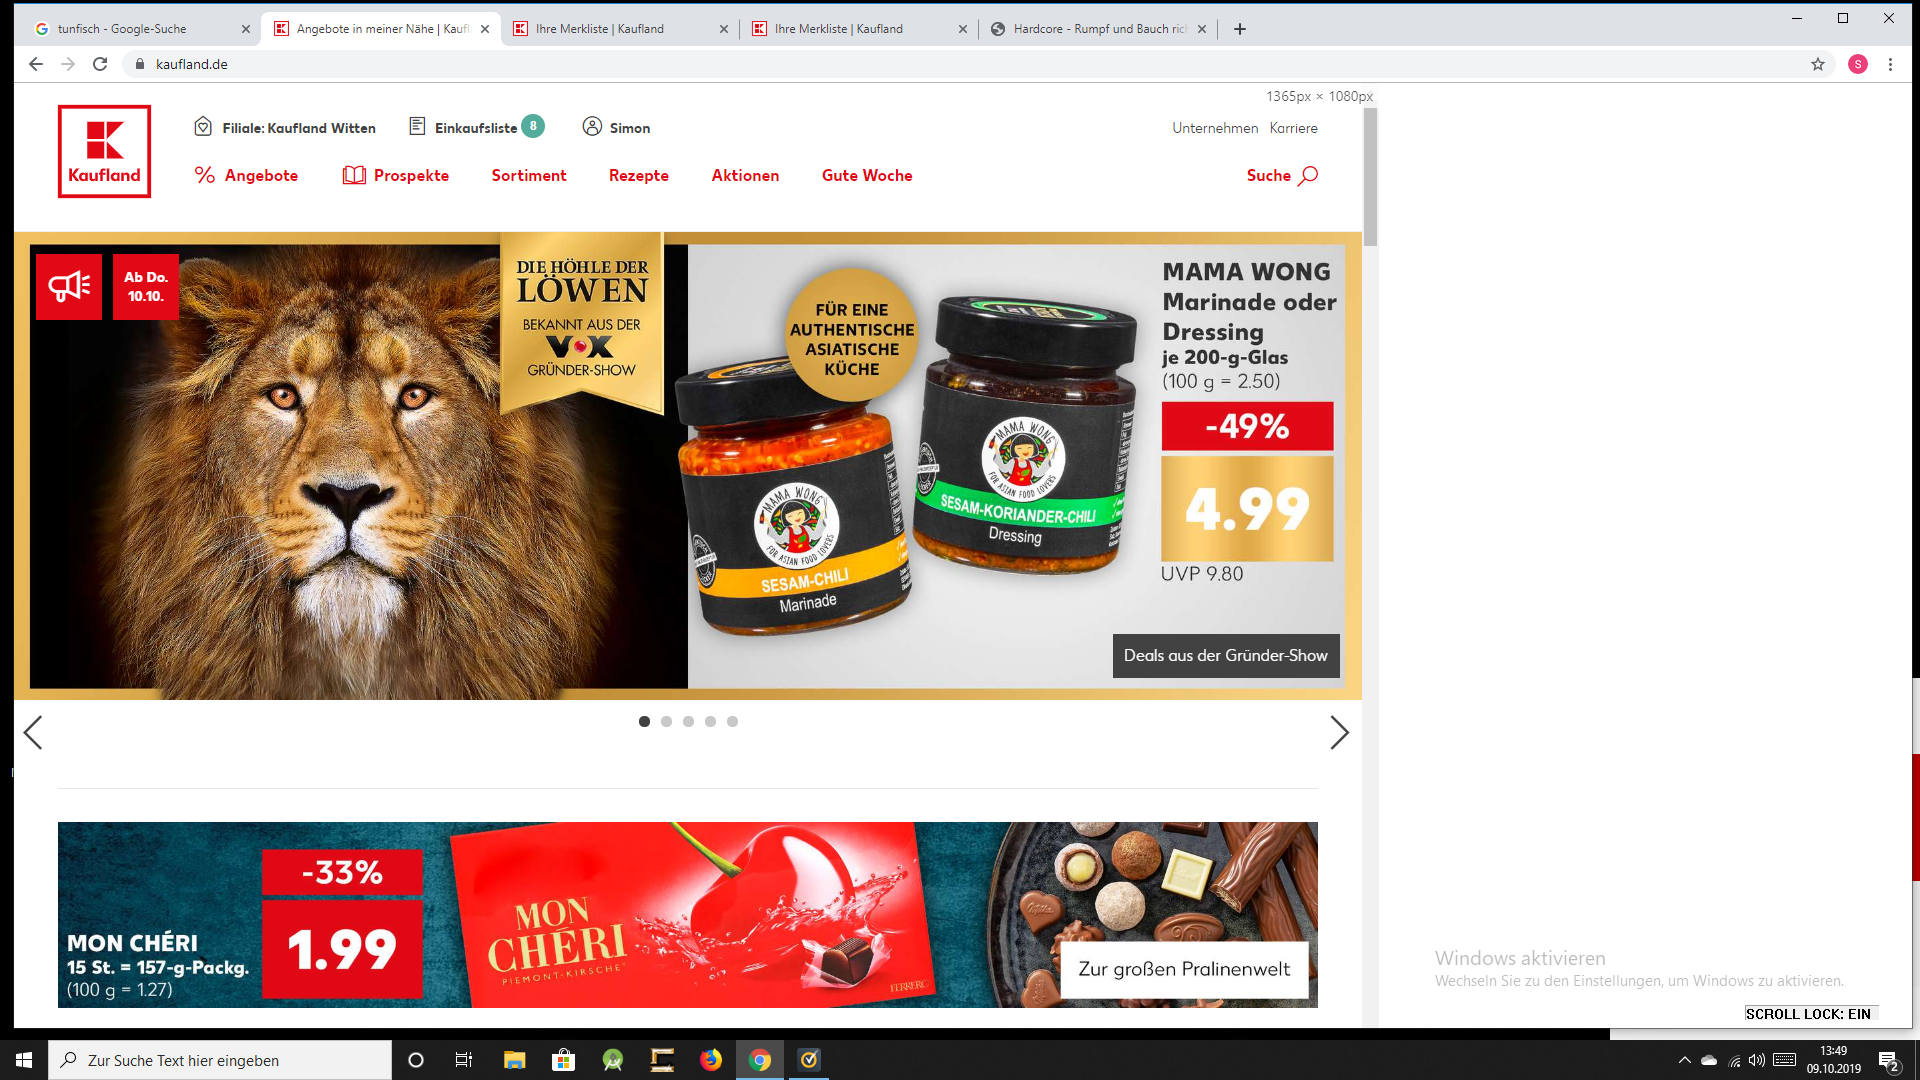 tunfisch - Google-Suche
Angebote in meiner Nähe | Kaufl
Ihre Merkliste | Kaufland
Ihre Merkliste | Kaufland
Hardcore - Rumpf und Bauch rich
S
kaufland.de
1365px × 1080px
Kaufland
Filiale: Kaufland Witten
Einkaufsliste 8
Simon
Unternehmen Karriere
% Angebote
Prospekte
Sortiment
Rezepte
Aktionen
Gute Woche
Suche
Ab Do.
10.10.
DIE HÖHLE DER
LÖWEN
BEKANNT AUS DER
VOX
GRÜNDER-SHOW
FÜR EINE
AUTHENTISCHE
ASIATISCHE
KÜCHE
MAMA WONG
FOR ASIAN FOOD LOVERS
SESAM-CHILI
Marinade
MAMA WONG
FOR ASIAN FOOD LOVERS
SESAM-KORIANDER-CHILI
Dressing
MAMA WONG
Marinade oder
Dressing
je 200-g-Glas
(100 g = 2.50)
-49%
4.99
UVP 9.80
Deals aus der Gründer-Show
MON CHÉRI
15 St. = 157-g-Packg.
(100 g = 1.27)
-33%
1.99
MON
CHÉRI
PIEMONT-KIRSCHE
FERRERO
Zur großen Pralinenwelt
Windows aktivieren
Wechseln Sie zu den Einstellungen, um Windows zu aktivieren.
SCROLL LOCK: EIN
Zur Suche Text hier eingeben
13:49
09.10.2019
2